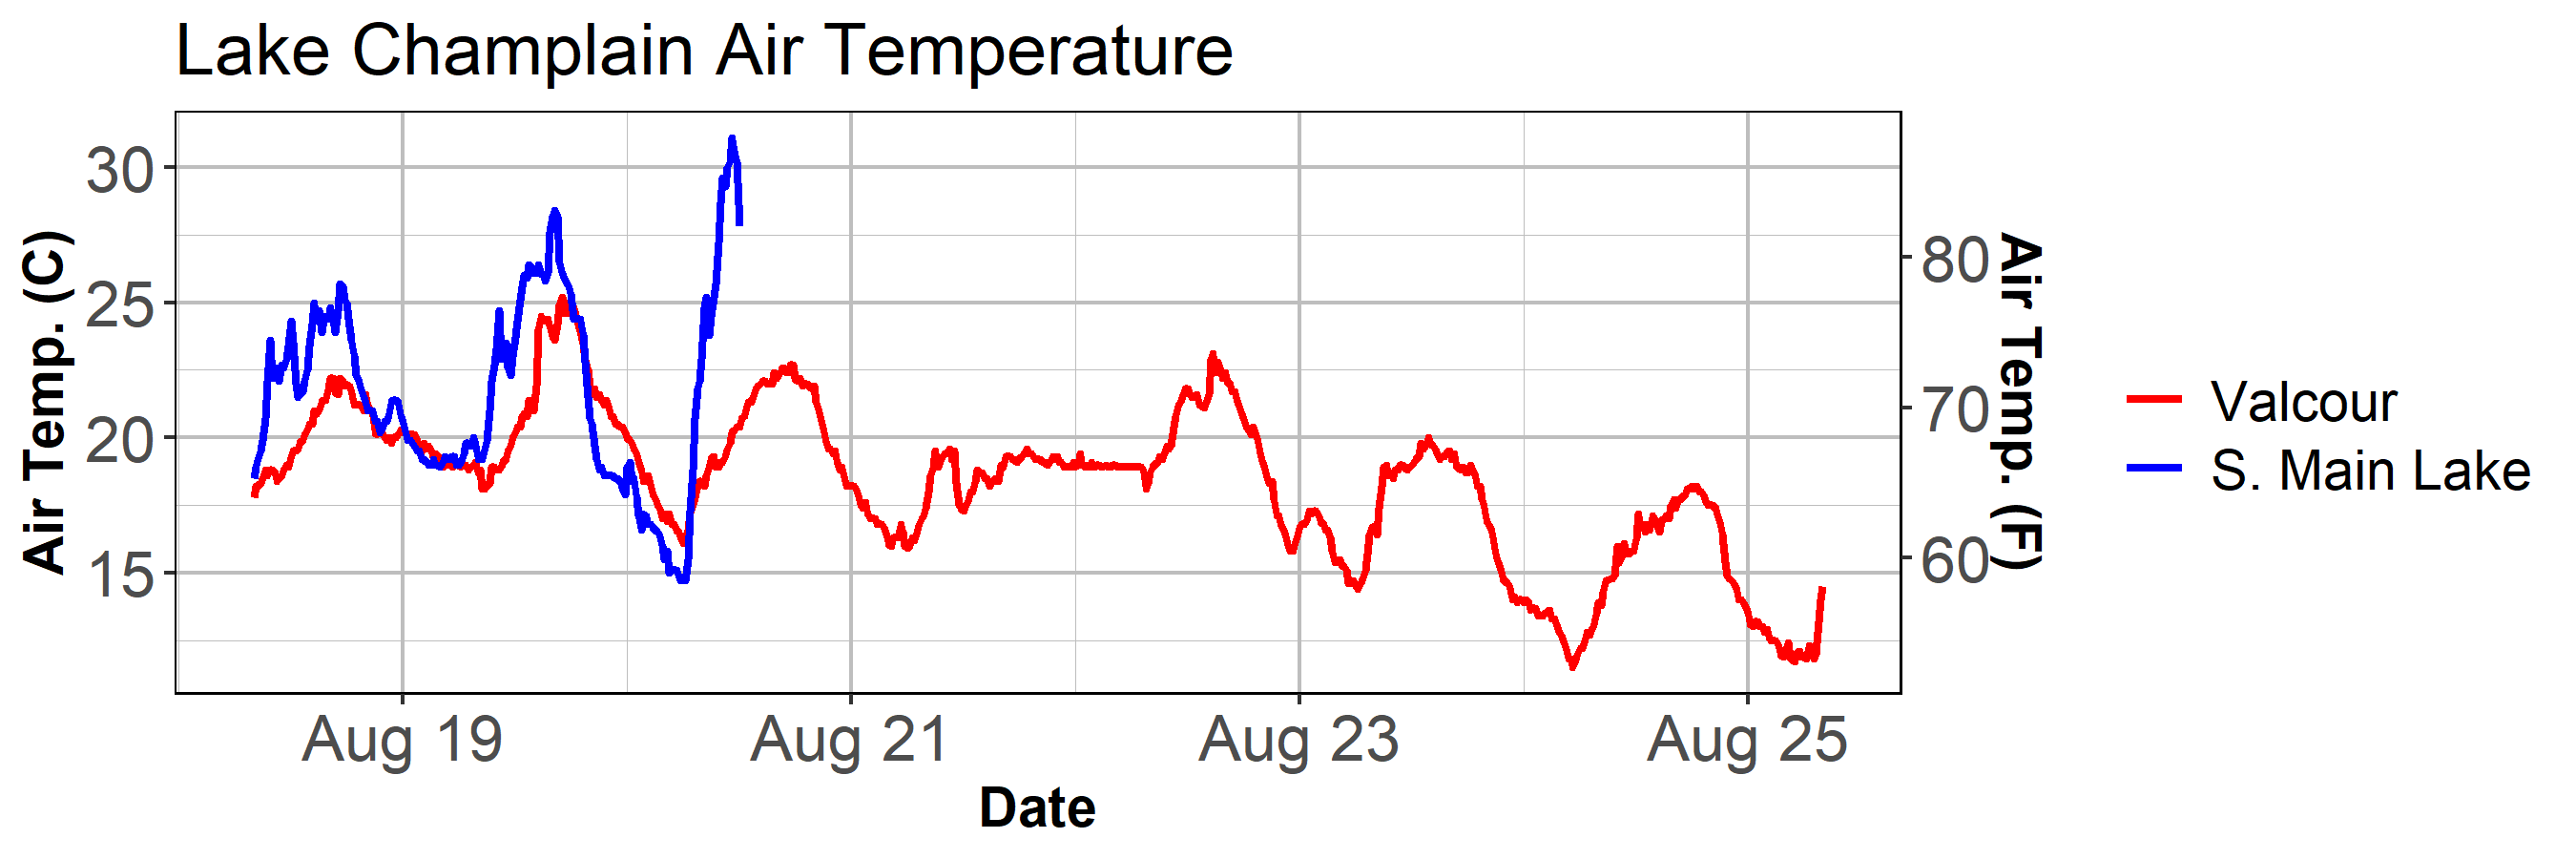 Lake Champlain Air Temperature
Air Temp. (C)
30
25
20
15
80
70
60
Air Temp. (F)
Aug 19
Aug 21
Aug 23
Aug 25
Date
Valcour
S. Main Lake